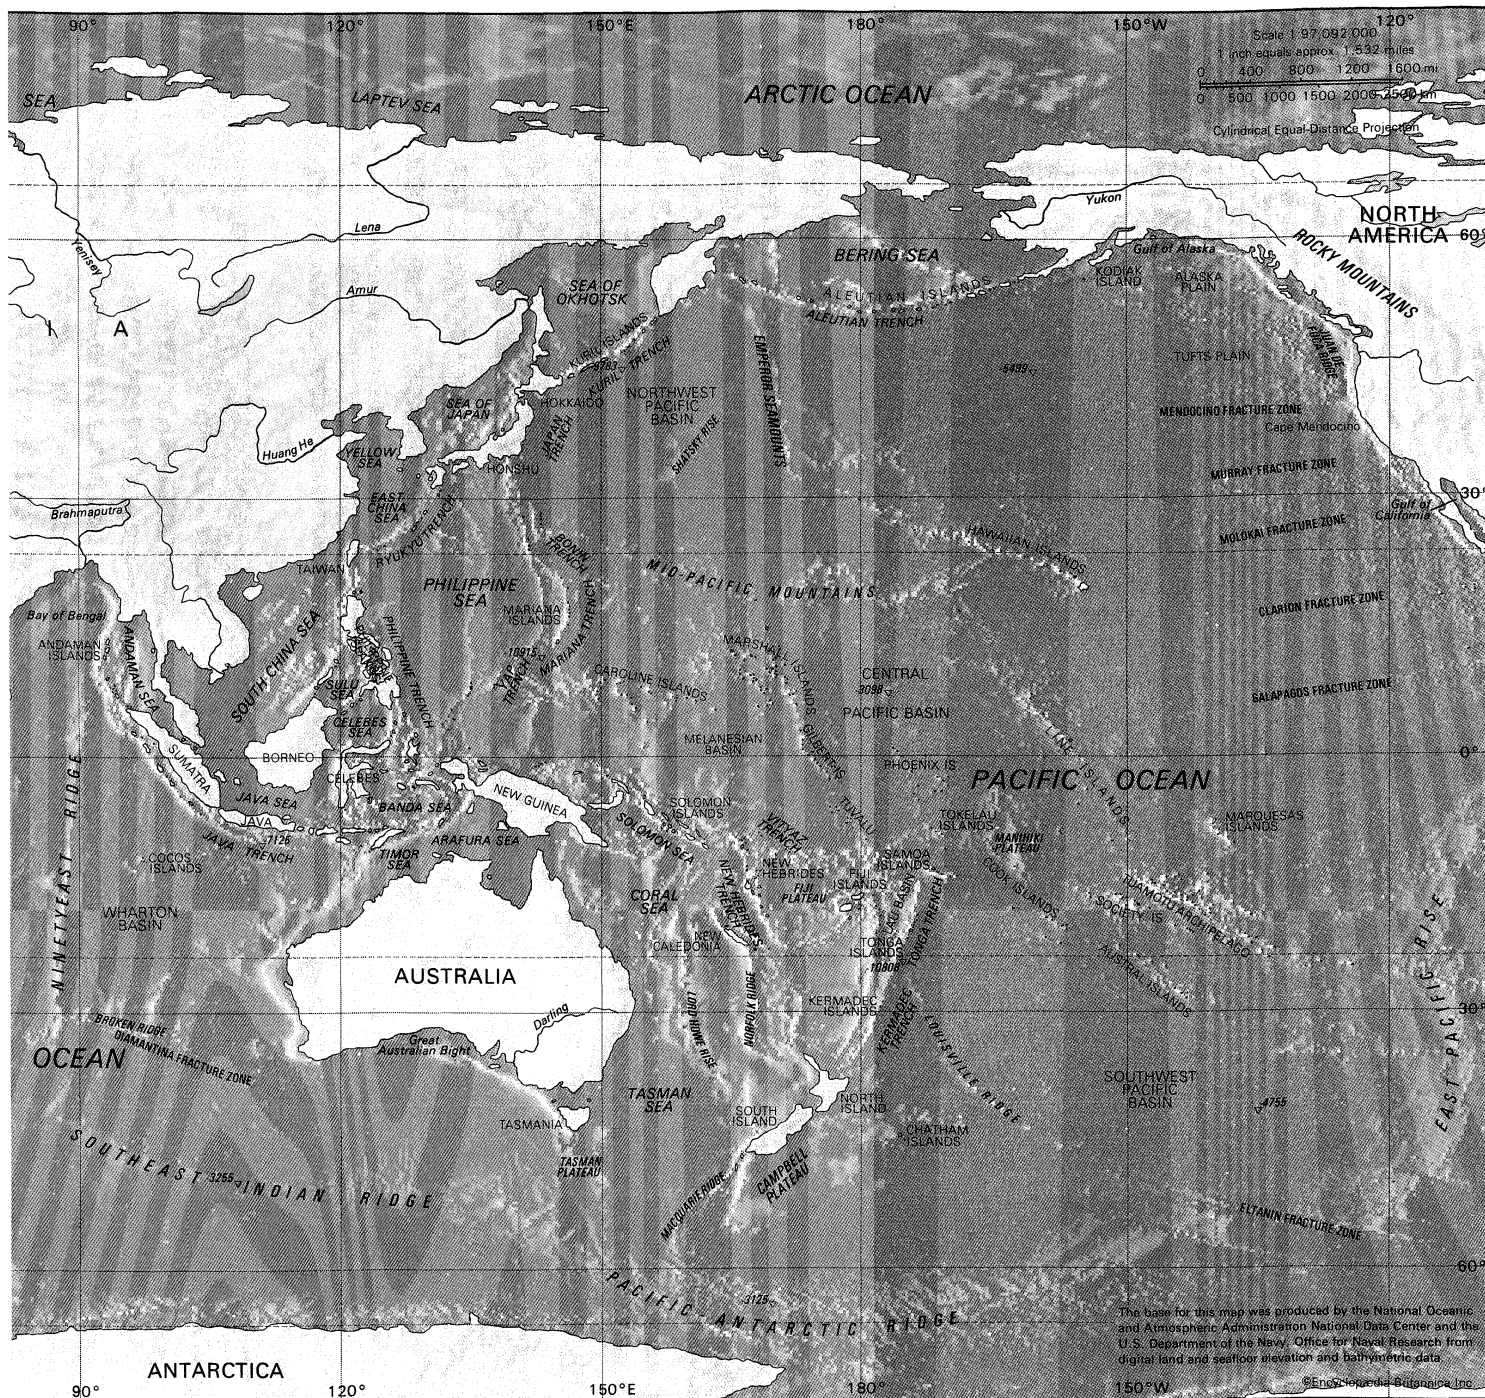 90°
120°
150°E
180°
150°W
120°
Scale 1:97,092,000
1 inch equals approx. 1,532 miles
0 400 800 1200 1600 mi
0 500 1000 1500 2000 2500 km
Cylindrical Equal-Distance Projection
SEA
LAPTEV SEA
ARCTIC OCEAN
Yukon
NORTH
AMERICA
60°
ROCKY MOUNTAINS
Gulf of Alaska
Lena
Yenisey
Amur
BERING SEA
SEA OF
OKHOTSK
ALEUTIAN ISLANDS
ALEUTIAN TRENCH
KODIAK
ISLAND
ALASKA
PLAIN
I A
KURIL ISLANDS
9783
KURIL TRENCH
EMPEROR SEAMOUNTS
5499
TUFTS PLAIN
JUAN DE
FUCA RIDGE
SEA OF
JAPAN
HOKKAIDO
NORTHWEST
PACIFIC
BASIN
SHATSKY RISE
JAPAN
TRENCH
MENDOCINO FRACTURE ZONE
Cape Mendocino
Huang He
YELLOW
SEA
HONSHU
MURRAY FRACTURE ZONE
30°
Brahmaputra
EAST
CHINA
SEA
RYUKYU TRENCH
Gulf of
California
MOLOKAI FRACTURE ZONE
TAIWAN
BONIN
TRENCH
HAWAIIAN ISLANDS
PHILIPPINE
SEA
MID-PACIFIC MOUNTAINS
CLARION FRACTURE ZONE
Bay of Bengal
ANDAMAN
ISLANDS
ANDAMAN SEA
SOUTH CHINA SEA
PHILIPPINE TRENCH
MARIANA
ISLANDS
MARIANA TRENCH
10915
YAP
TRENCH
CAROLINE ISLANDS
MARSHALL ISLANDS
CENTRAL
3098
PACIFIC BASIN
GALAPAGOS FRACTURE ZONE
SULU
SEA
CELEBES
SEA
MELANESIAN
BASIN
GILBERT IS
LINE ISLANDS
0°
BORNEO
SUMATRA
CELEBES
PHOENIX IS
PACIFIC OCEAN
NINETYEAST RIDGE
JAVA SEA
BANDA SEA
NEW GUINEA
SOLOMON
ISLANDS
TUVALU
TOKELAU
ISLANDS
MARQUESAS
ISLANDS
JAVA
7125
JAVA TRENCH
ARAFURA SEA
SOLOMON SEA
VITYAZ
TRENCH
MANIHIKI
PLATEAU
COCOS
ISLANDS
TIMOR
SEA
NEW
HEBRIDES
SAMOA
ISLANDS
COOK ISLANDS
WHARTON
BASIN
CORAL
SEA
NEW HEBRIDES
TRENCH
FIJI
PLATEAU
FIJI
ISLANDS
LAU BASIN
TONGA TRENCH
TUAMOTU ARCHIPELAGO
SOCIETY IS
NEW
CALEDONIA
TONGA
ISLANDS
10808
AUSTRAL ISLANDS
AUSTRALIA
Darling
LORD HOWE RISE
NORFOLK RIDGE
KERMADEC
ISLANDS
KERMADEC
TRENCH
30°
EAST PACIFIC RISE
BROKEN RIDGE
DIAMANTINA FRACTURE ZONE
Great
Australian Bight
OCEAN
LOUISVILLE RIDGE
SOUTHWEST
PACIFIC
BASIN
4755
TASMAN
SEA
NORTH
ISLAND
SOUTH
ISLAND
CHATHAM
ISLANDS
TASMANIA
TASMAN
PLATEAU
CAMPBELL
PLATEAU
MACQUARIE RIDGE
SOUTHEAST INDIAN RIDGE
3255
ELTANIN FRACTURE ZONE
60°
PACIFIC-ANTARCTIC RIDGE
3125
The base for this map was produced by the National Oceanic
and Atmospheric Administration National Data Center and the
U.S. Department of the Navy, Office for Naval Research from
digital land and seafloor elevation and bathymetric data.
©Encyclopædia Britannica Inc.
ANTARCTICA
90°
120°
150°
180°
150°W